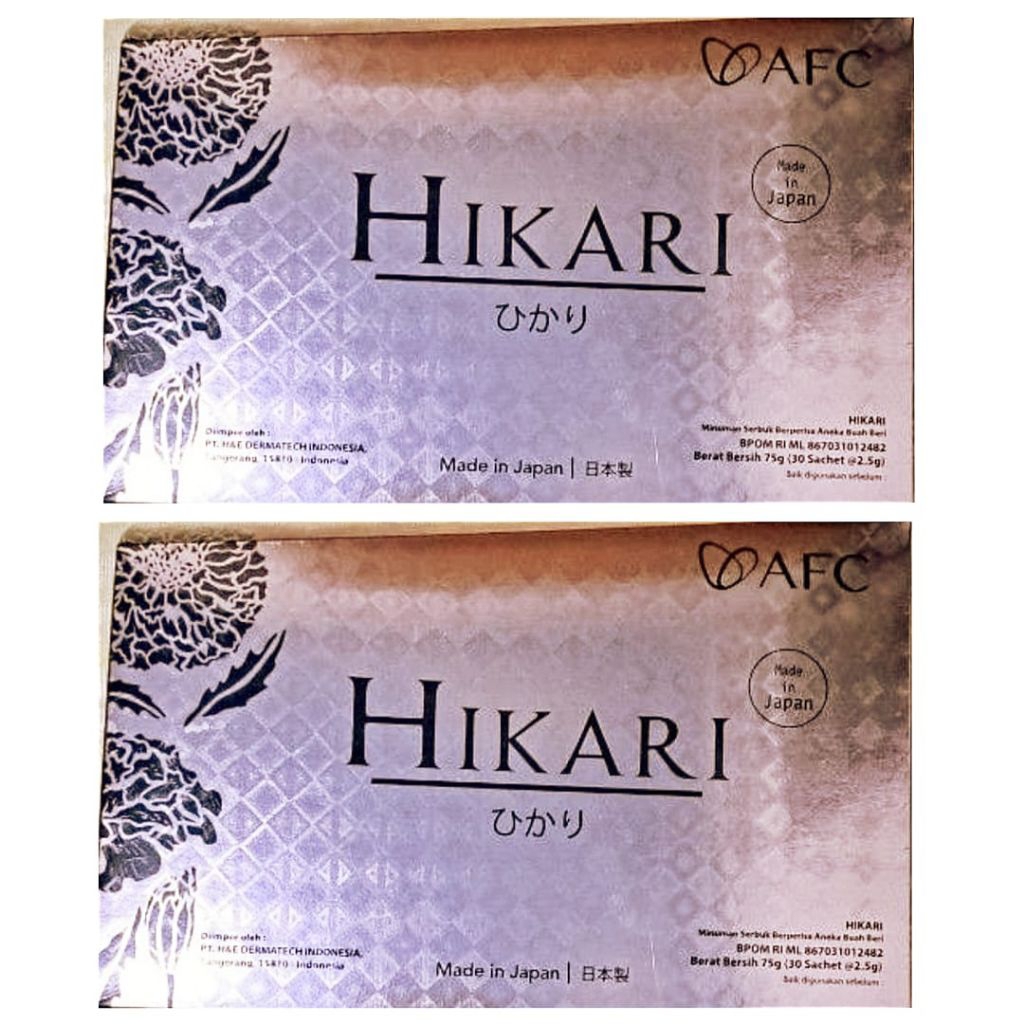 AFC
Made
in
Japan
HIKARI
ひかり
Diimpor oleh :
PT. H&E DERMATECH INDONESIA,
Tangerang, 15810 - Indonesia
Made in Japan | 日本製
HIKARI
Minuman Serbuk Berperisa Aneka Buah Beri
BPOM RI ML 867031012482
Berat Bersih 75g (30 Sachet @2.5g)
Baik digunakan sebelum :
AFC
Made
in
Japan
HIKARI
ひかり
Diimpor oleh :
PT. H&E DERMATECH INDONESIA,
Tangerang, 15810 - Indonesia
Made in Japan | 日本製
HIKARI
Minuman Serbuk Berperisa Aneka Buah Beri
BPOM RI ML 867031012482
Berat Bersih 75g (30 Sachet @2.5g)
Baik digunakan sebelum :